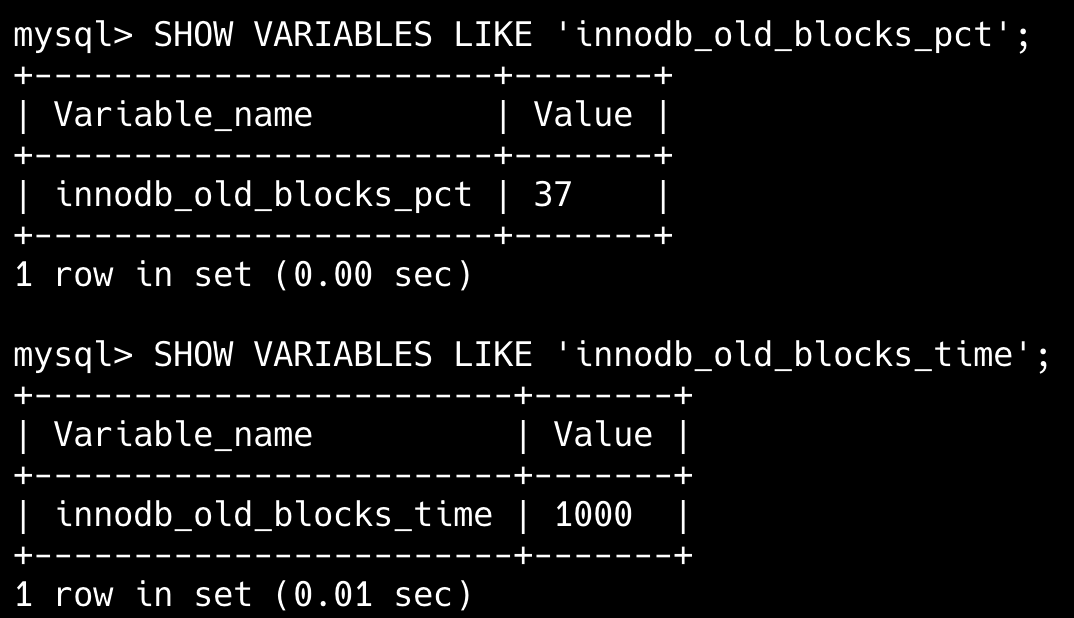 mysql> SHOW VARIABLES LIKE 'innodb_old_blocks_pct';
+-----------------------+-------+
| Variable_name         | Value |
+-----------------------+-------+
| innodb_old_blocks_pct | 37    |
+-----------------------+-------+
1 row in set (0.00 sec)

mysql> SHOW VARIABLES LIKE 'innodb_old_blocks_time';
+------------------------+-------+
| Variable_name          | Value |
+------------------------+-------+
| innodb_old_blocks_time | 1000  |
+------------------------+-------+
1 row in set (0.01 sec)